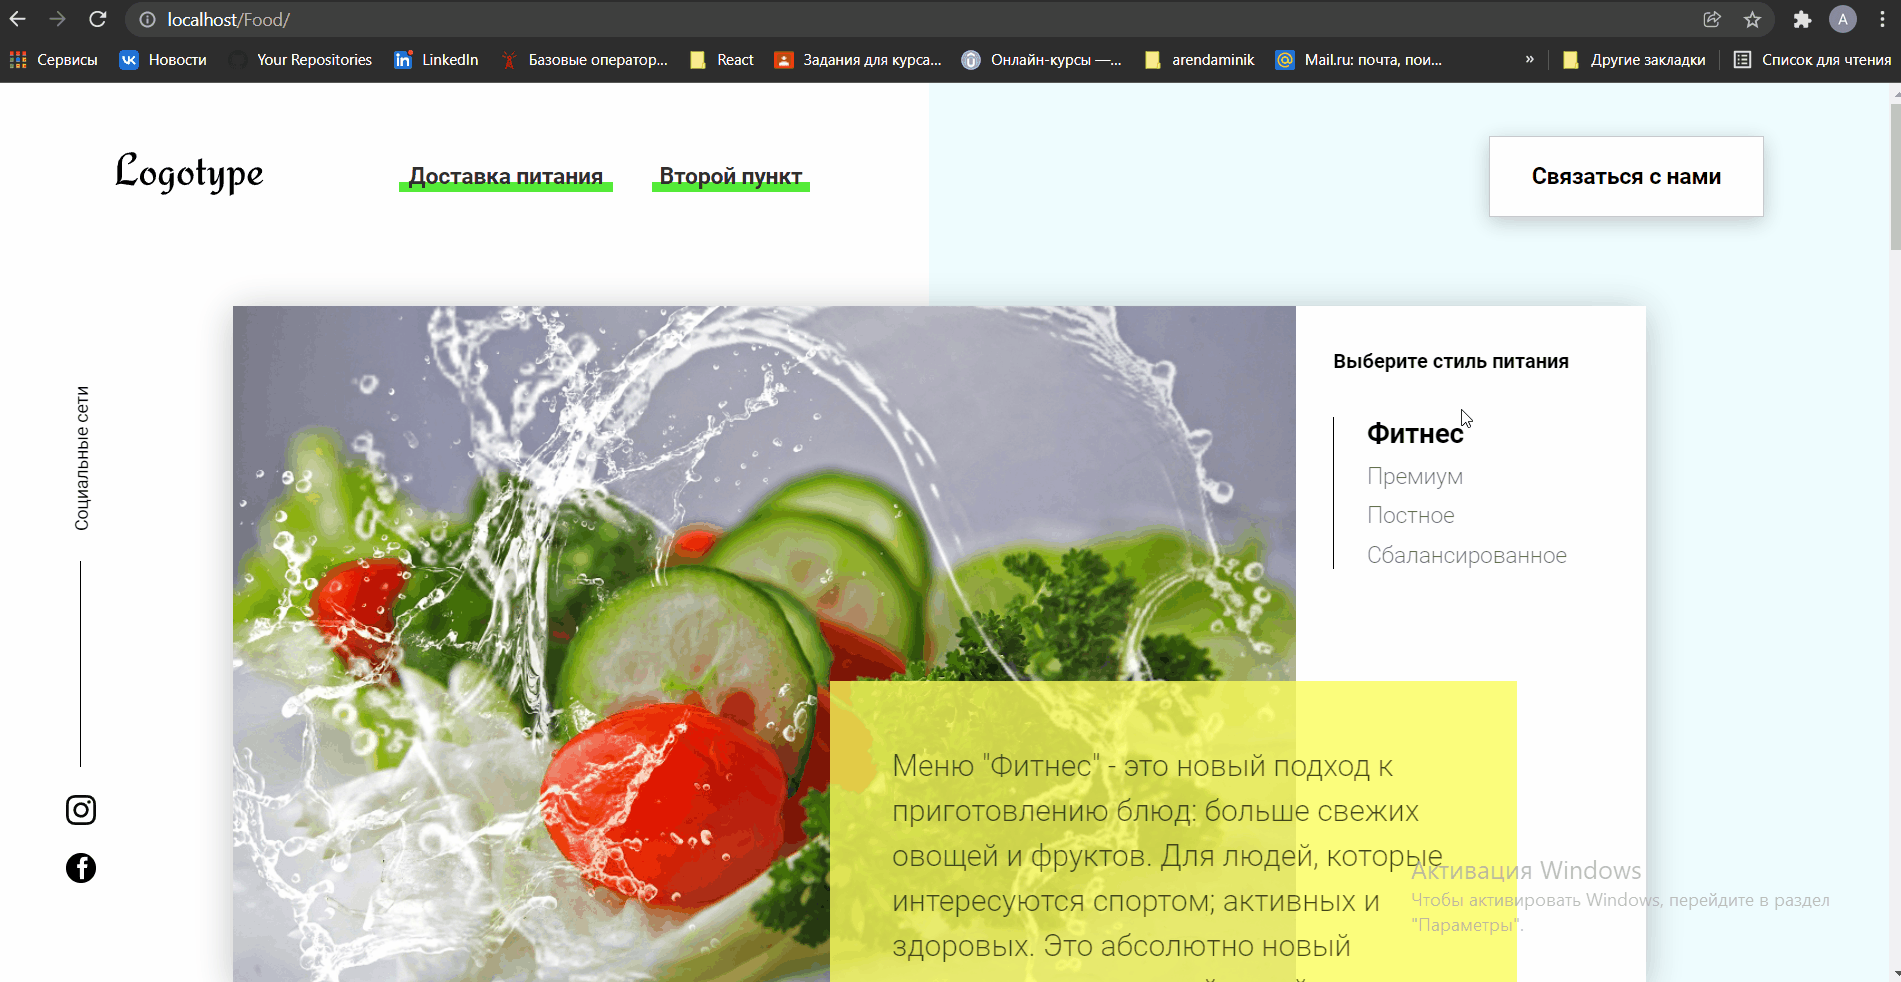 localhost/Food/
A
Сервисы
Новости
Your Repositories
LinkedIn
Базовые оператор...
React
Задания для курса...
Онлайн-курсы —...
arendaminik
Mail.ru: почта, пои...
»
Другие закладки
Список для чтения
Logotype
Доставка питания
Второй пункт
Связаться с нами
Социальные сети
Выберите стиль питания
Фитнес
Премиум
Постное
Сбалансированное
Меню "Фитнес" - это новый подход к
приготовлению блюд: больше свежих
овощей и фруктов. Для людей, которые
интересуются спортом; активных и
здоровых. Это абсолютно новый
Активация Windows
Чтобы активировать Windows, перейдите в раздел
"Параметры".